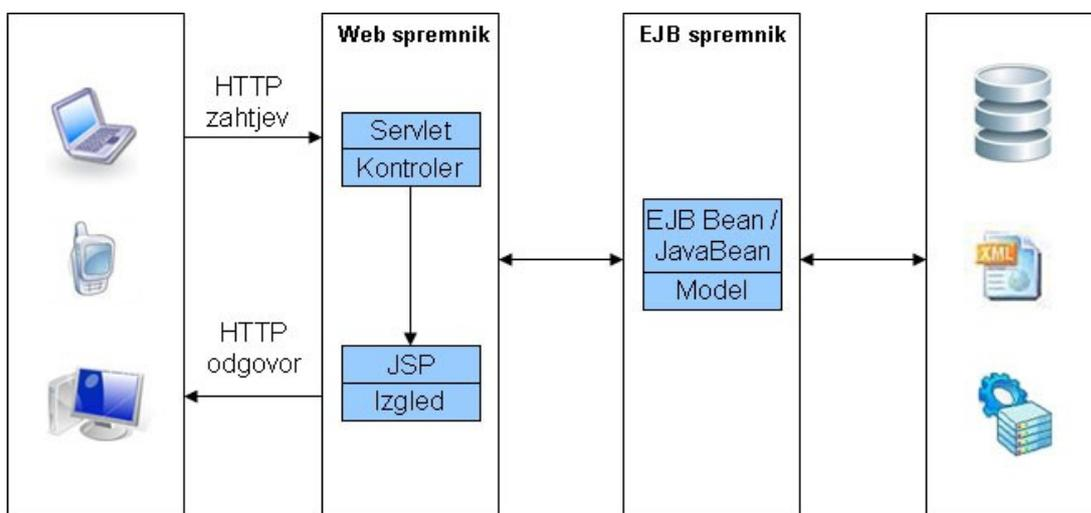 Web spremnik
EJB spremnik
HTTP
zahtjev
Servlet
Kontroler
EJB Bean /
JavaBean
Model
XML
HTTP
odgovor
JSP
Izgled